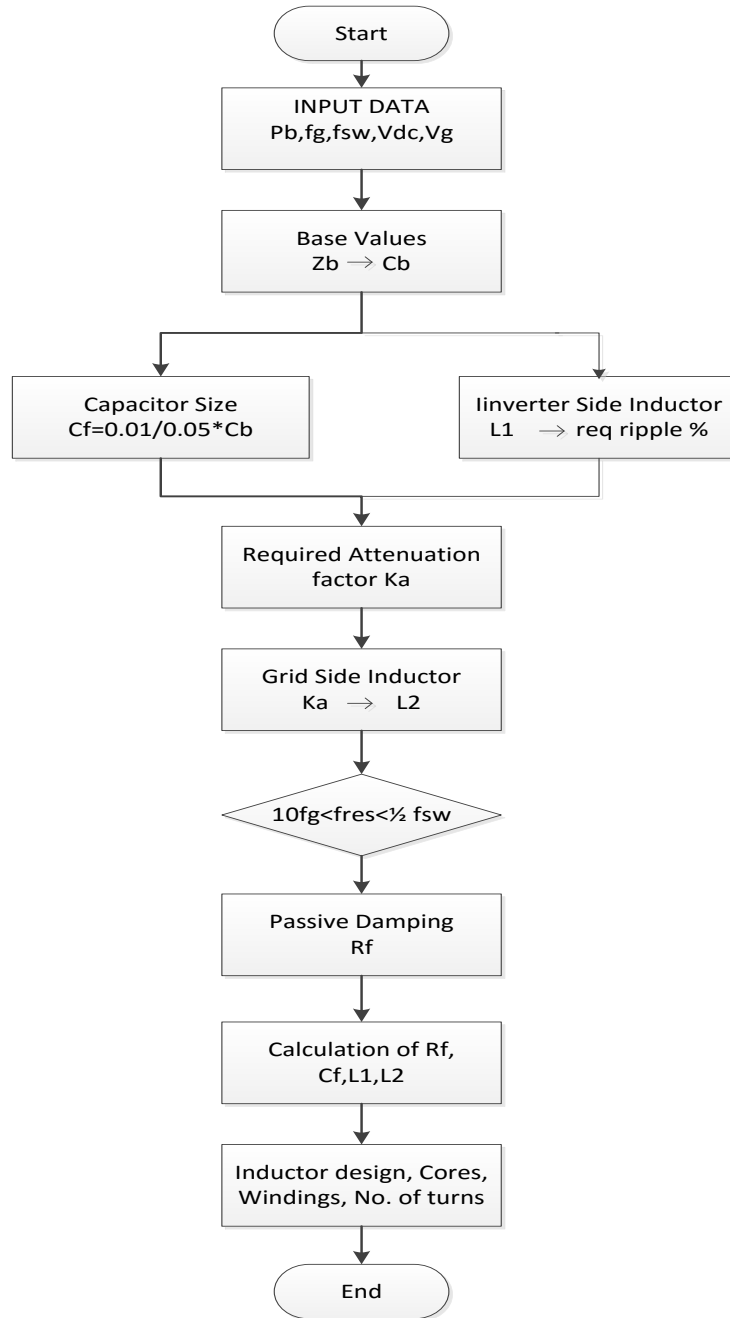 Start
INPUT DATA
Pb,fg,fsw,Vdc,Vg
Base Values
Zb → Cb
Capacitor Size
Cf=0.01/0.05*Cb
Iinverter Side Inductor
L1 → req ripple %
Required Attenuation
factor Ka
Grid Side Inductor
Ka → L2
10fg<fres<½ fsw
Passive Damping
Rf
Calculation of Rf,
Cf,L1,L2
Inductor design, Cores,
Windings, No. of turns
End